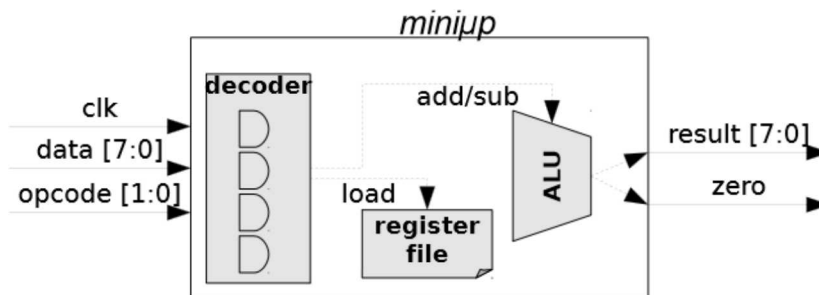 miniµp
decoder
clk
data [7:0]
opcode [1:0]
add/sub
load
register
file
ALU
result [7:0]
zero